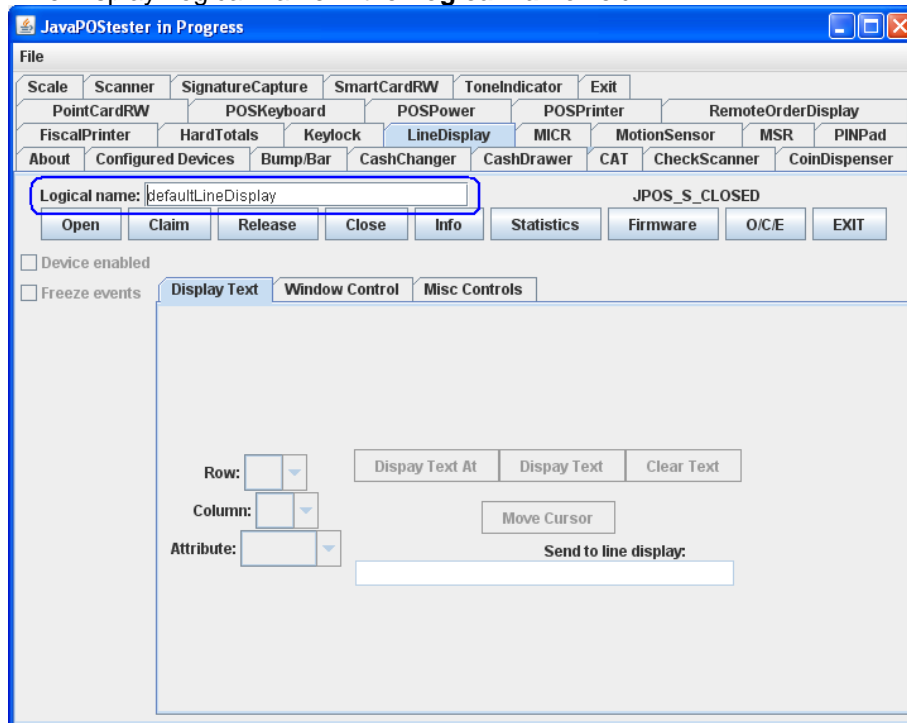 JavaPOStester in Progress
File
Scale Scanner SignatureCapture SmartCardRW ToneIndicator Exit
PointCardRW POSKeyboard POSPower POSPrinter RemoteOrderDisplay
FiscalPrinter HardTotals Keylock LineDisplay MICR MotionSensor MSR PINPad
About Configured Devices Bump/Bar CashChanger CashDrawer CAT CheckScanner CoinDispenser
Logical name: defaultLineDisplay JPOS_S_CLOSED
Open Claim Release Close Info Statistics Firmware O/C/E EXIT
Device enabled
Freeze events Display Text Window Control Misc Controls
Row: Dispay Text At Dispay Text Clear Text
Column: Move Cursor
Attribute: Send to line display: